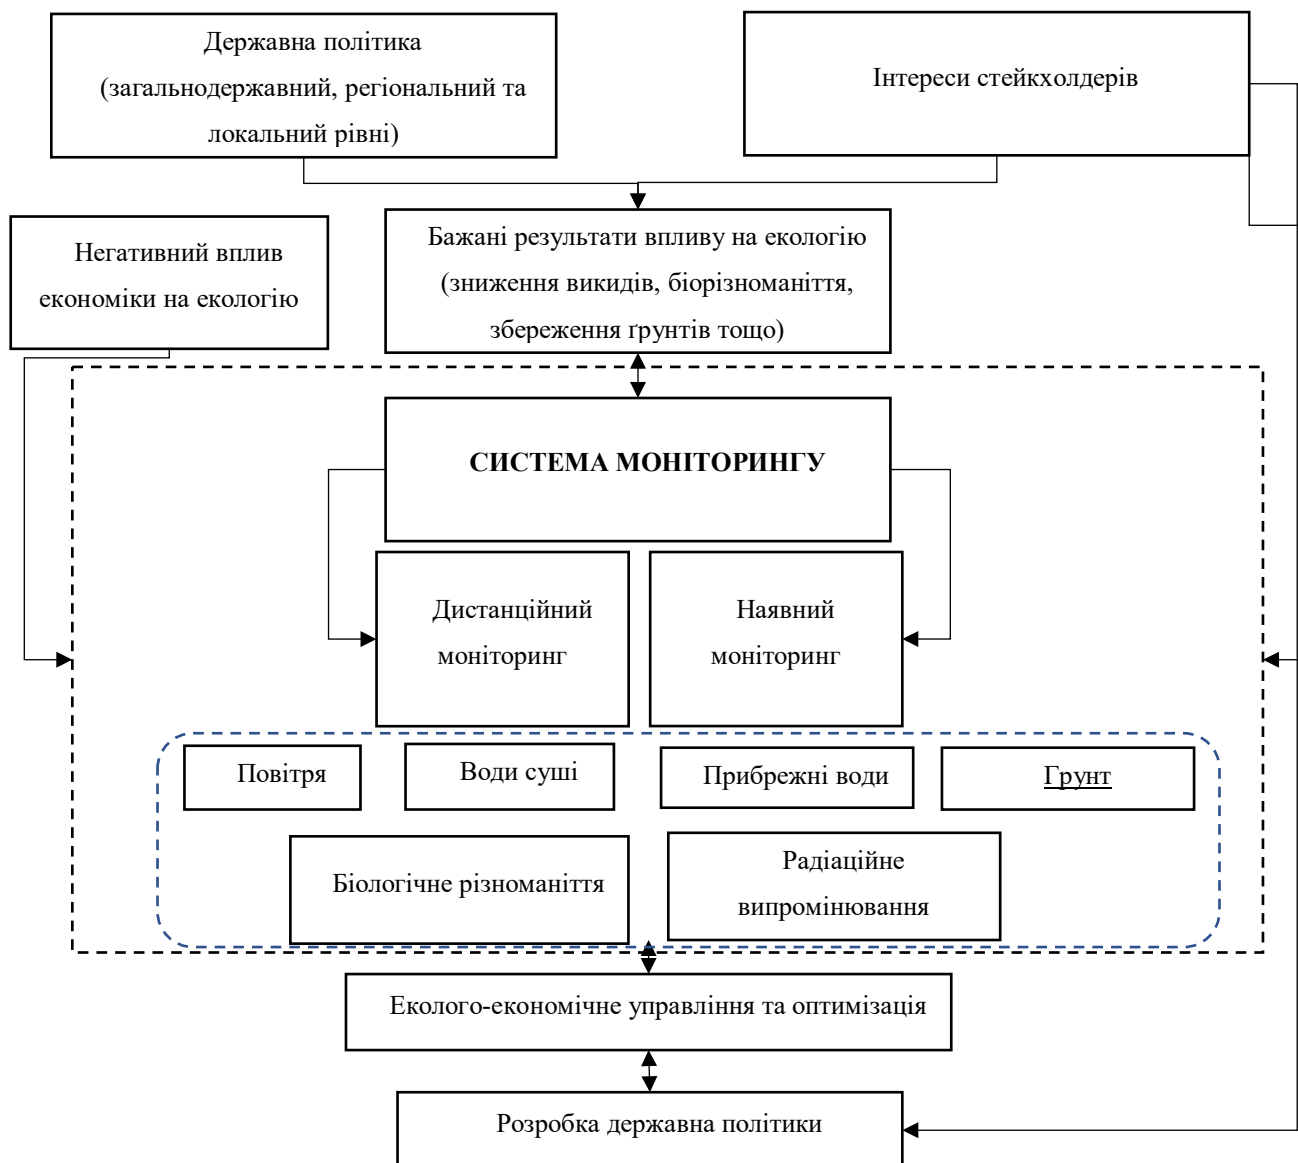 Державна політика
(загальнодержавний, регіональний та
локальний рівні)
Інтереси стейкхолдерів
Негативний вплив
економіки на екологію
Бажані результати впливу на екологію
(зниження викидів, біорізноманіття,
збереження ґрунтів тощо)
СИСТЕМА МОНІТОРИНГУ
Дистанційний
моніторинг
Наявний
моніторинг
Повітря
Води суші
Прибрежні води
Грунт
Біологічне різноманіття
Радіаційне
випромінювання
Еколого-економічне управління та оптимізація
Розробка державна політики